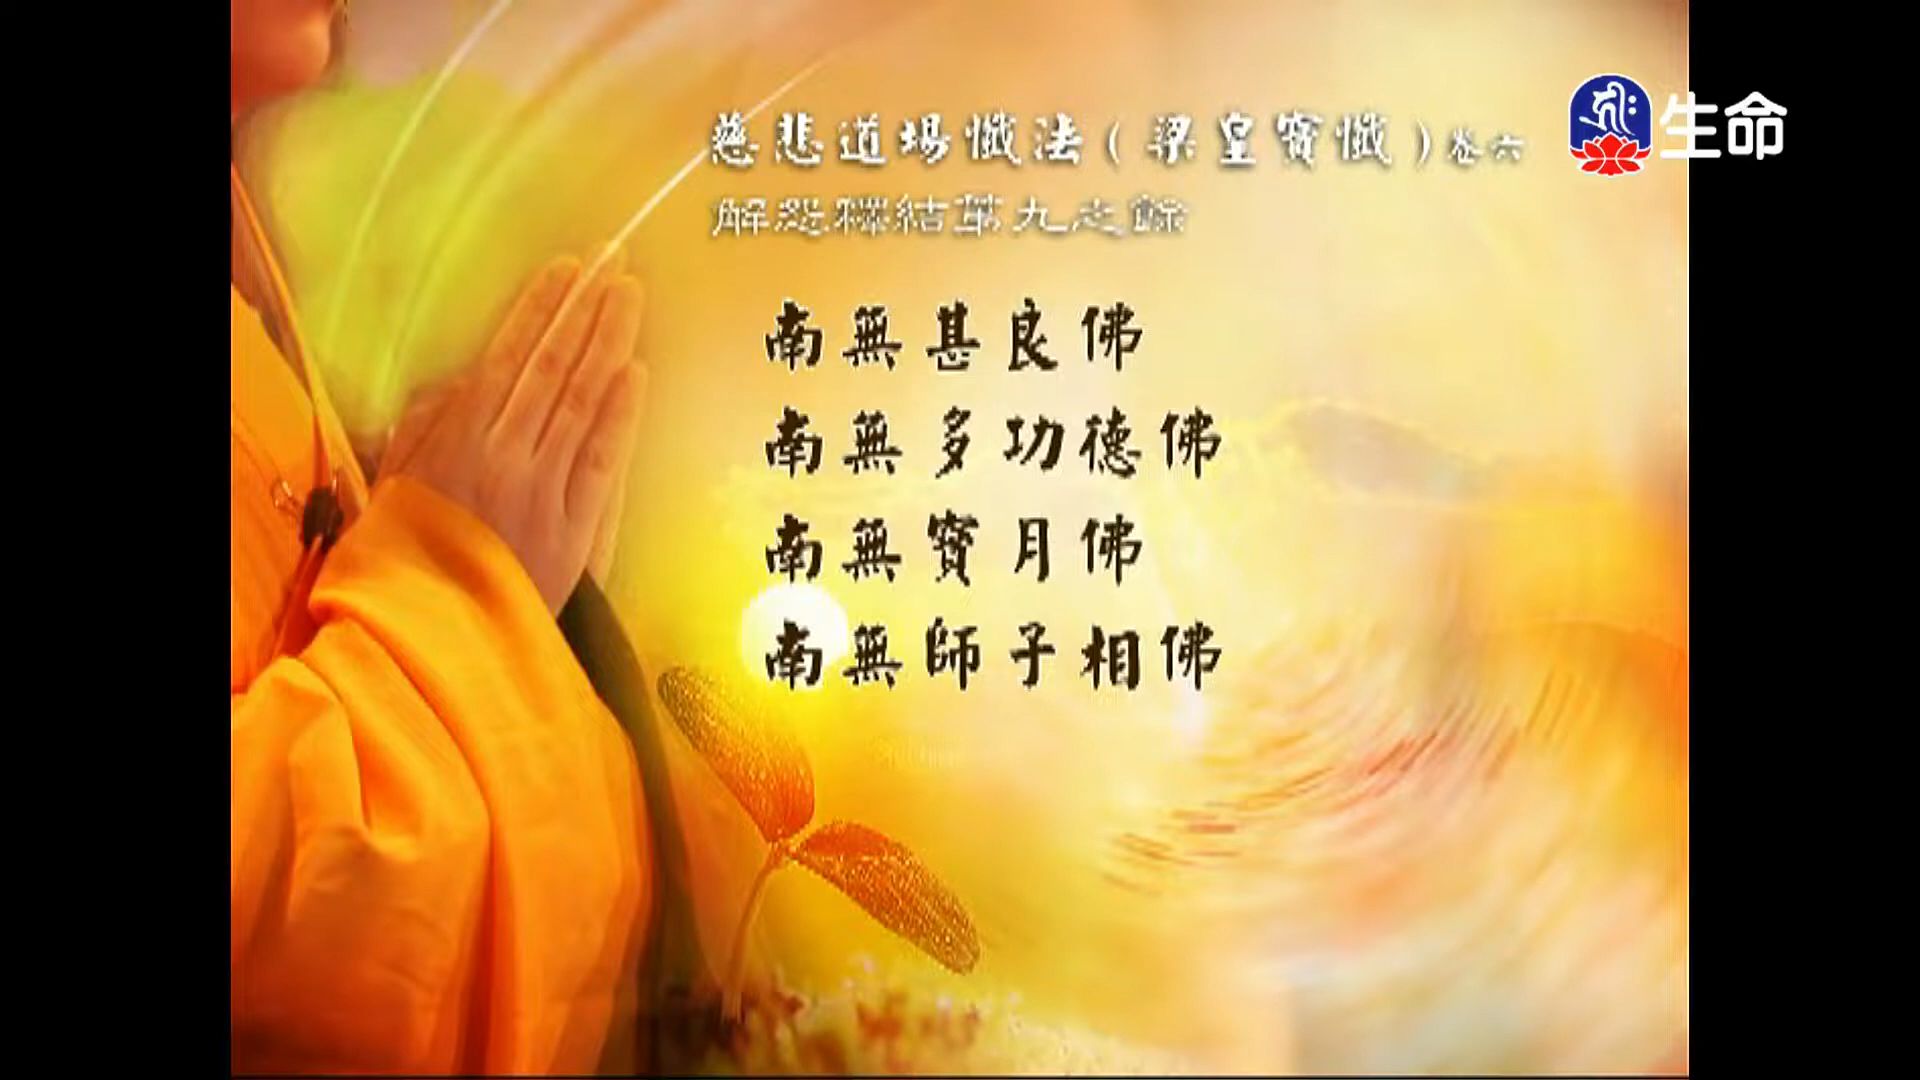 慈悲道場懺法(梁皇寶懺)卷六
生命
解怨釋結第九之餘
南無甚良佛
南無多功德佛
南無寶月佛
南無師子相佛